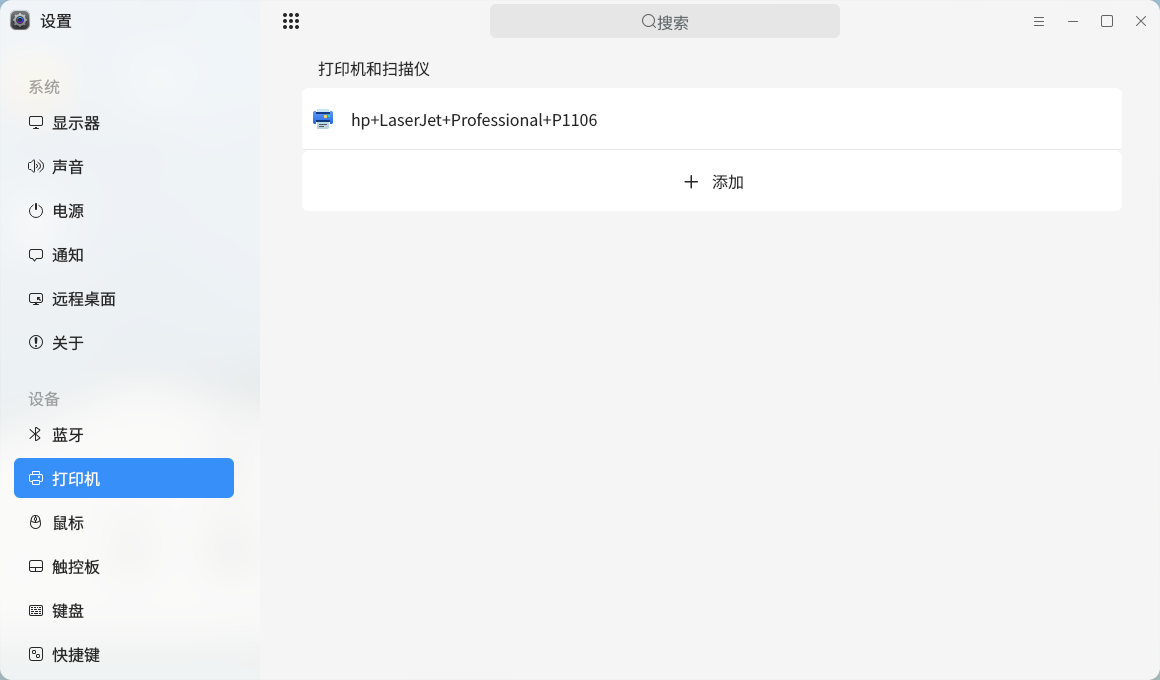 设置
搜索
系统
显示器
声音
电源
通知
远程桌面
关于
设备
蓝牙
打印机
鼠标
触控板
键盘
快捷键
打印机和扫描仪
hp+LaserJet+Professional+P1106
添加